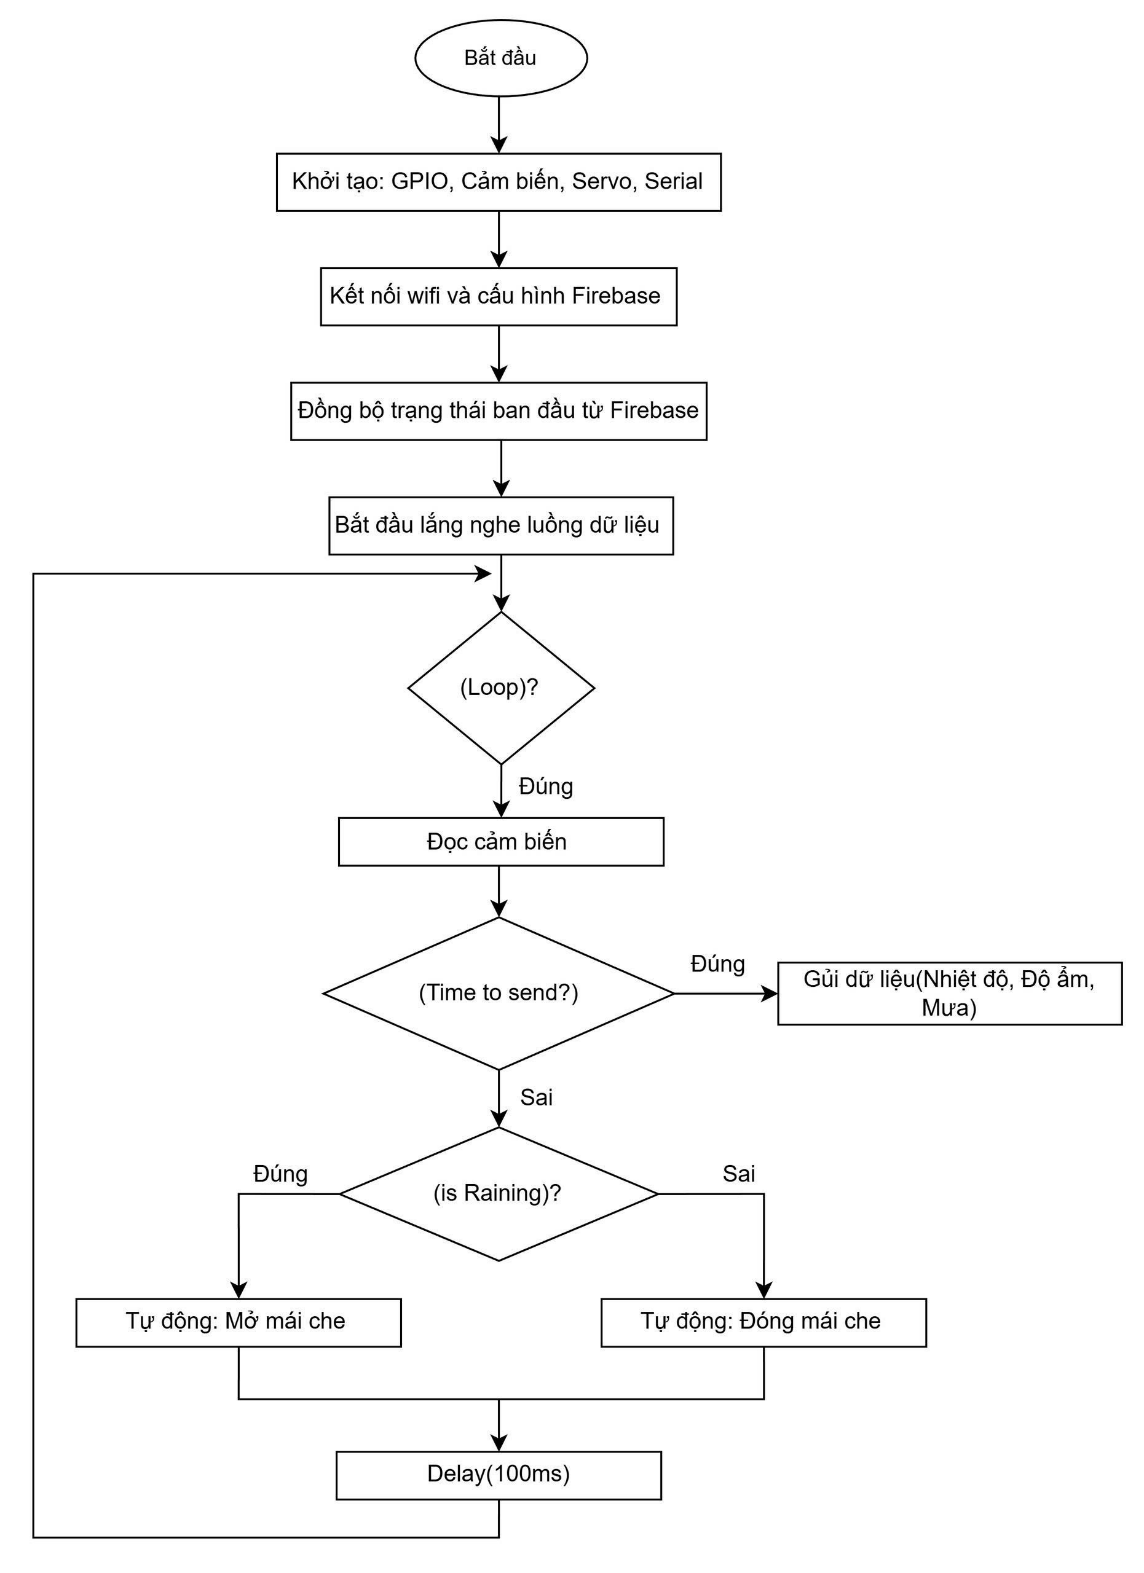 Bắt đầu
Khởi tạo: GPIO, Cảm biến, Servo, Serial
Kết nối wifi và cấu hình Firebase
Đồng bộ trạng thái ban đầu từ Firebase
Bắt đầu lắng nghe luồng dữ liệu
(Loop)?
Đúng
Đọc cảm biến
(Time to send?)
Đúng
Gủi dữ liệu(Nhiệt độ, Độ ẩm,
Mưa)
Sai
(is Raining)?
Đúng
Sai
Tự động: Mở mái che
Tự động: Đóng mái che
Delay(100ms)